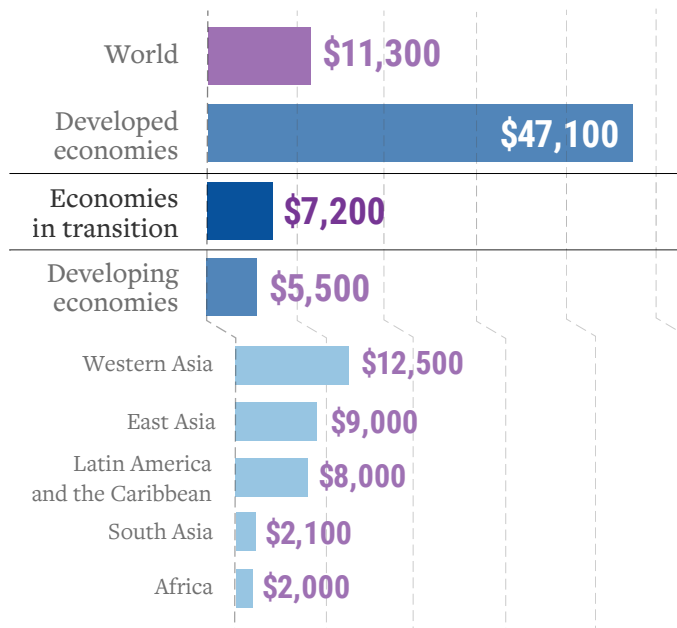 World
$11,300
Developed
economies
$47,100
Economies
in transition
$7,200
Developing
economies
$5,500
Western Asia
$12,500
East Asia
$9,000
Latin America
and the Caribbean
$8,000
South Asia
$2,100
Africa
$2,000